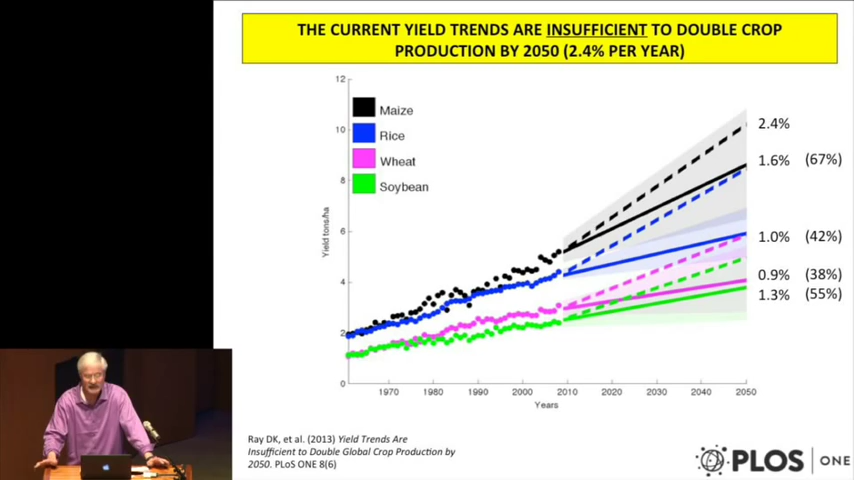 THE CURRENT YIELD TRENDS ARE INSUFFICIENT TO DOUBLE CROP
PRODUCTION BY 2050 (2.4% PER YEAR)
12
10
8
6
4
2
0
Yield tons/ha
Maize
Rice
Wheat
Soybean
2.4%
1.6% (67%)
1.0% (42%)
0.9% (38%)
1.3% (55%)
1970 1980 1990 2000 2010 2020 2030 2040 2050
Years
Ray DK, et al. (2013) Yield Trends Are
Insufficient to Double Global Crop Production by
2050. PLoS ONE 8(6)
PLOS ONE